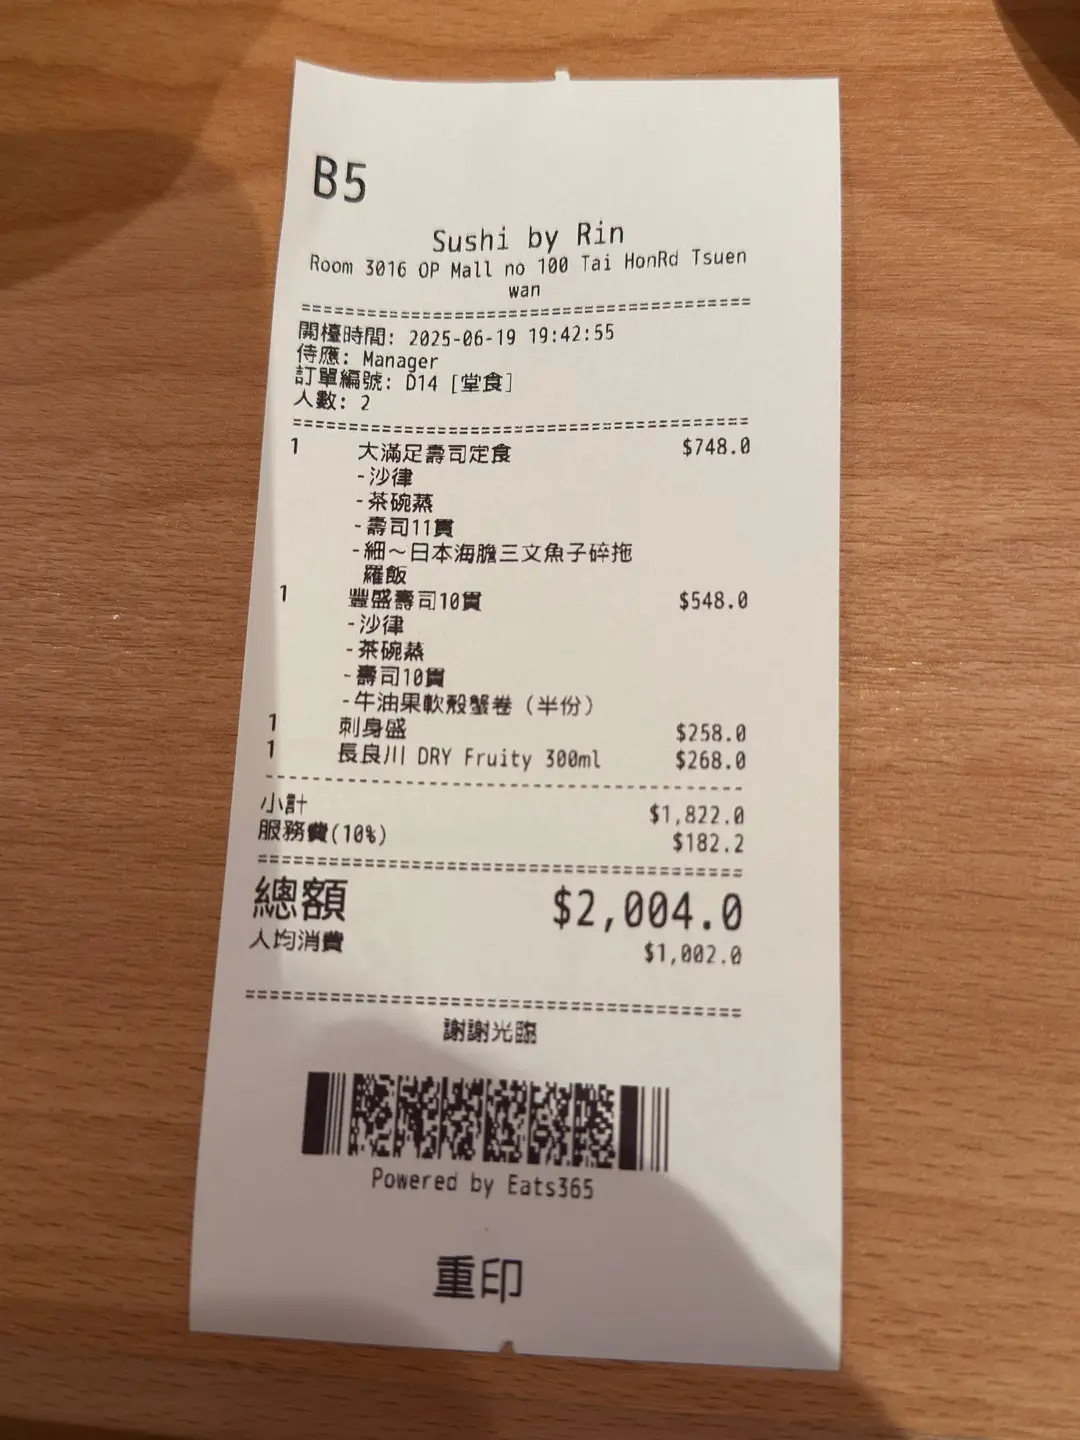 B5
Sushi by Rin
Room 3016 OP Mall no 100 Tai HonRd Tsuen
wan
========================================
開檯時間: 2025-06-19 19:42:55
侍應: Manager
訂單編號: D14 [堂食]
人數: 2
========================================
1 大滿足壽司定食 $748.0
-沙律
-茶碗蒸
-壽司11貫
-細～日本海膽三文魚子碎拖
羅飯
1 豐盛壽司10貫 $548.0
-沙律
-茶碗蒸
-壽司10貫
-牛油果軟殼蟹卷（半份）
1 刺身盛 $258.0
1 長良川 DRY Fruity 300ml $268.0
----------------------------------------
小計 $1,822.0
服務費(10%) $182.2
========================================
總額 $2,004.0
人均消費 $1,002.0
========================================
謝謝光臨
Powered by Eats365
重印